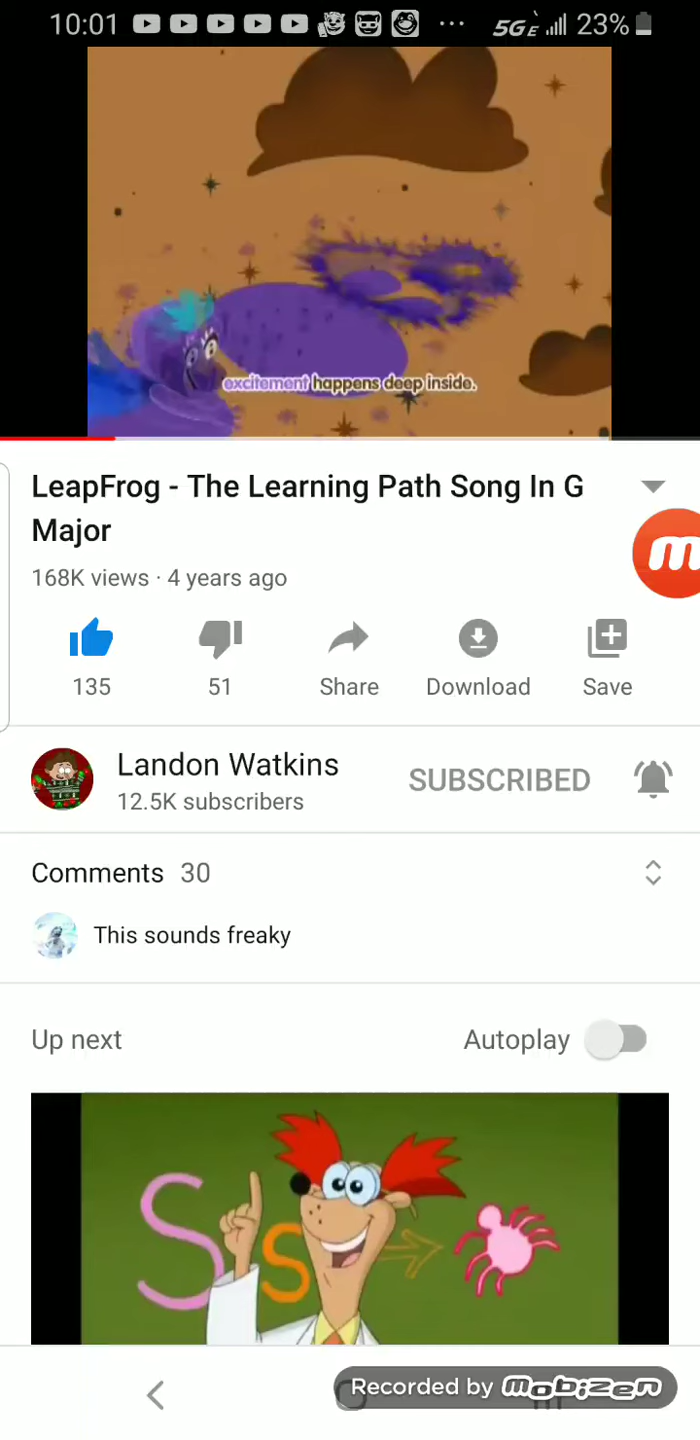 10:01 ... 5GE 23%
excitement happens deep inside.
LeapFrog - The Learning Path Song In G
Major
168K views · 4 years ago
135 51 Share Download Save
Landon Watkins
12.5K subscribers
SUBSCRIBED
Comments 30
This sounds freaky
Up next Autoplay
S s
Recorded by mobizen